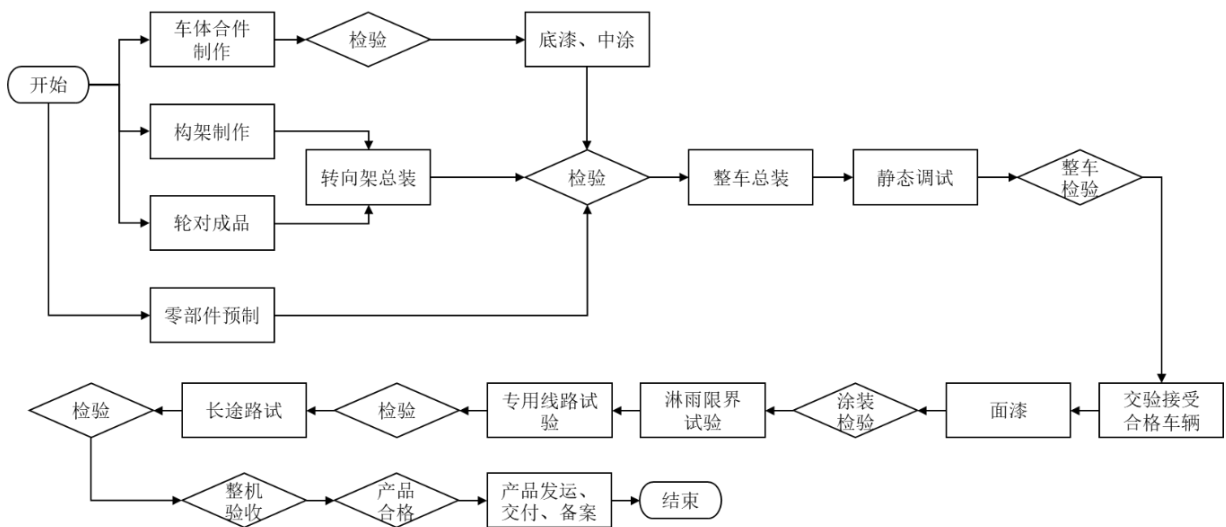 车体合件
制作
检验
底漆、中涂
开始
构架制作
转向架总装
检验
整车总装
静态调试
整车
检验
轮对成品
零部件预制
检验
长途路试
检验
专用线路试
验
淋雨限界
试验
涂装
检验
面漆
交验接受
合格车辆
整机
验收
产品
合格
产品发运、
交付、备案
结束